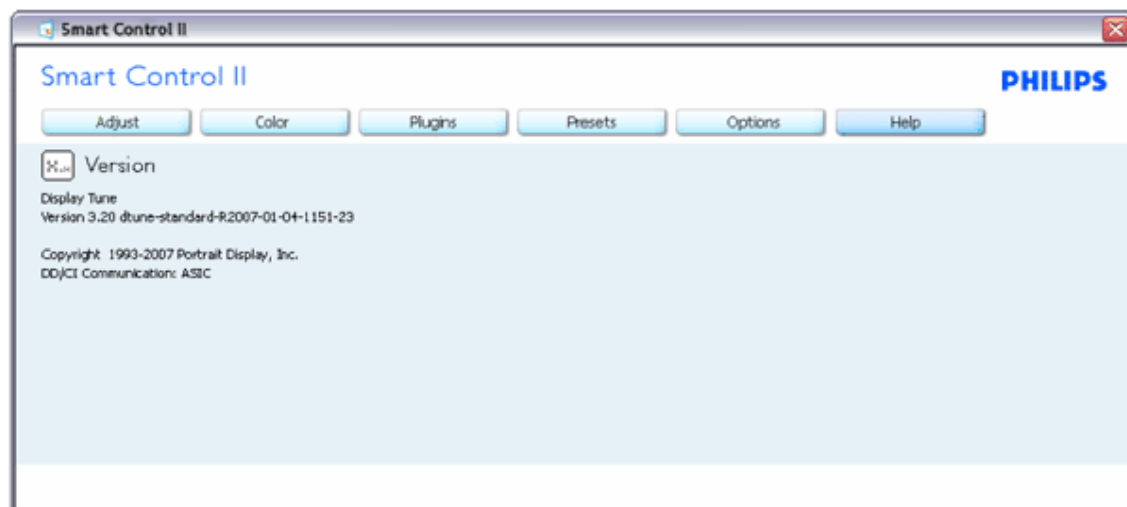 Smart Control II
Smart Control II
PHILIPS
Adjust Color Plugins Presets Options Help
Version
Display Tune
Version 3.20 dtune-standard-R2007-01-04-1151-23
Copyright 1993-2007 Portrait Display, Inc.
DD/CI Communication: ASIC